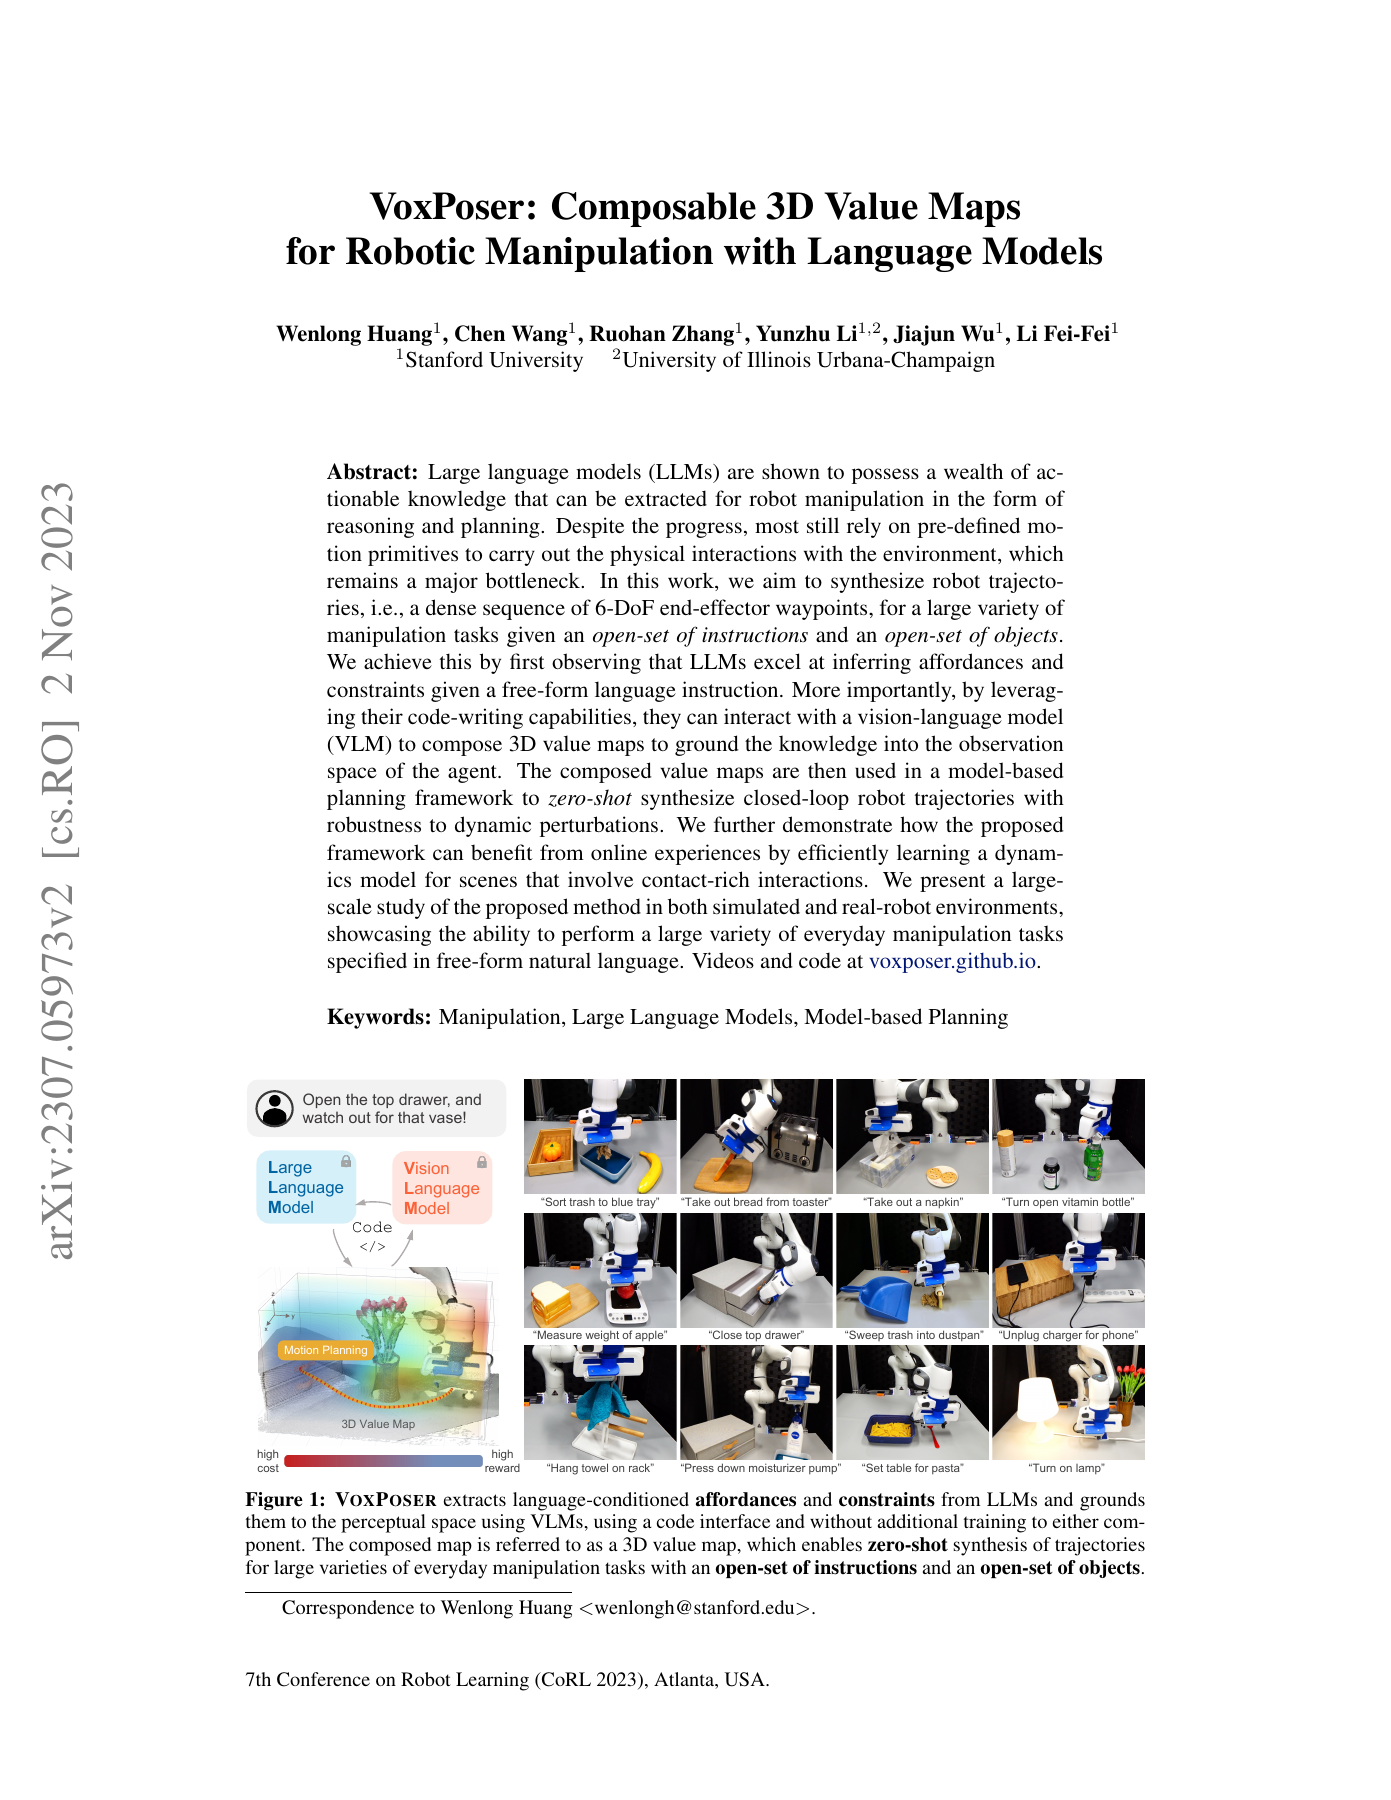 VoxPoser: Composable 3D Value Maps
for Robotic Manipulation with Language Models
Wenlong Huang1, Chen Wang1, Ruohan Zhang1, Yunzhu Li1,2, Jiajun Wu1, Li Fei-Fei1
1Stanford University 2University of Illinois Urbana-Champaign
arXiv:2307.05973v2 [cs.RO] 2 Nov 2023
Abstract: Large language models (LLMs) are shown to possess a wealth of ac-
tionable knowledge that can be extracted for robot manipulation in the form of
reasoning and planning. Despite the progress, most still rely on pre-defined mo-
tion primitives to carry out the physical interactions with the environment, which
remains a major bottleneck. In this work, we aim to synthesize robot trajecto-
ries, i.e., a dense sequence of 6-DoF end-effector waypoints, for a large variety of
manipulation tasks given an open-set of instructions and an open-set of objects.
We achieve this by first observing that LLMs excel at inferring affordances and
constraints given a free-form language instruction. More importantly, by leverag-
ing their code-writing capabilities, they can interact with a vision-language model
(VLM) to compose 3D value maps to ground the knowledge into the observation
space of the agent. The composed value maps are then used in a model-based
planning framework to zero-shot synthesize closed-loop robot trajectories with
robustness to dynamic perturbations. We further demonstrate how the proposed
framework can benefit from online experiences by efficiently learning a dynam-
ics model for scenes that involve contact-rich interactions. We present a large-
scale study of the proposed method in both simulated and real-robot environments,
showcasing the ability to perform a large variety of everyday manipulation tasks
specified in free-form natural language. Videos and code at voxposer.github.io.
Keywords: Manipulation, Large Language Models, Model-based Planning
Open the top drawer, and
watch out for that vase!
Large
Language
Model
Vision
Language
Model
Code
</>
z
y
x
Motion Planning
3D Value Map
high
cost
high
reward
“Sort trash to blue tray” “Take out bread from toaster” “Take out a napkin” “Turn open vitamin bottle”
“Measure weight of apple” “Close top drawer” “Sweep trash into dustpan” “Unplug charger for phone”
“Hang towel on rack” “Press down moisturizer pump” “Set table for pasta” “Turn on lamp”
Figure 1: VOXPOSER extracts language-conditioned affordances and constraints from LLMs and grounds
them to the perceptual space using VLMs, using a code interface and without additional training to either com-
ponent. The composed map is referred to as a 3D value map, which enables zero-shot synthesis of trajectories
for large varieties of everyday manipulation tasks with an open-set of instructions and an open-set of objects.
Correspondence to Wenlong Huang <wenlongh@stanford.edu>.
7th Conference on Robot Learning (CoRL 2023), Atlanta, USA.